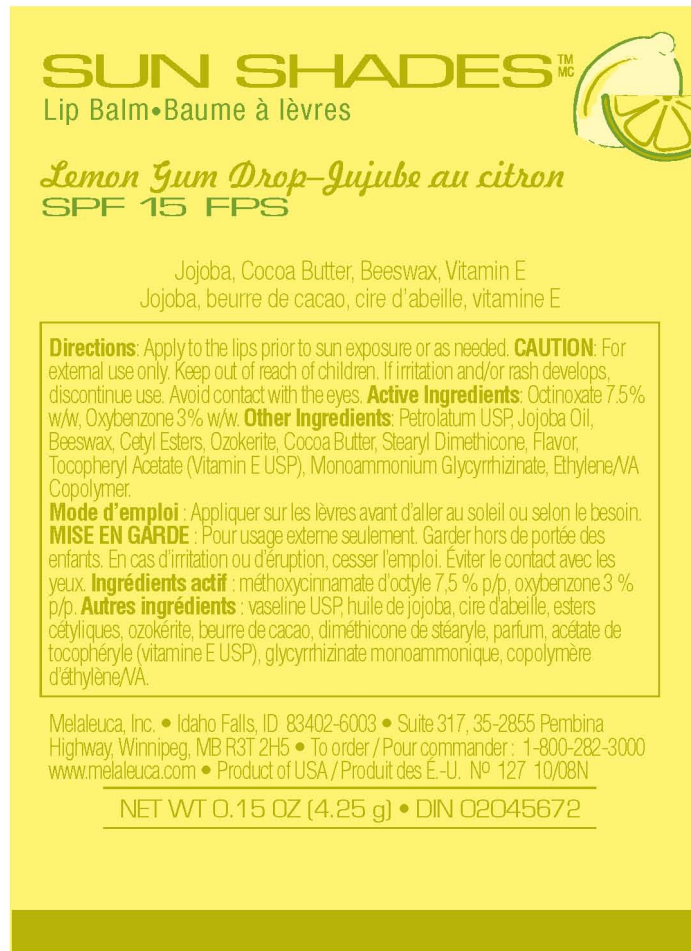 SUN SHADES™ MC
Lip Balm•Baume à lèvres
Lemon Gum Drop–Jujube au citron
SPF 15 FPS
Jojoba, Cocoa Butter, Beeswax, Vitamin E
Jojoba, beurre de cacao, cire d'abeille, vitamine E
Directions: Apply to the lips prior to sun exposure or as needed. CAUTION: For
external use only. Keep out of reach of children. If irritation and/or rash develops,
discontinue use. Avoid contact with the eyes. Active Ingredients: Octinoxate 7.5%
w/w, Oxybenzone 3% w/w. Other Ingredients: Petrolatum USP, Jojoba Oil,
Beeswax, Cetyl Esters, Ozokerite, Cocoa Butter, Stearyl Dimethicone, Flavor,
Tocopheryl Acetate (Vitamin E USP), Monoammonium Glycyrrhizinate, Ethylene/VA
Copolymer.
Mode d'emploi : Appliquer sur les lèvres avant d'aller au soleil ou selon le besoin.
MISE EN GARDE : Pour usage externe seulement. Garder hors de portée des
enfants. En cas d'irritation ou d'éruption, cesser l'emploi. Éviter le contact avec les
yeux. Ingrédients actif : méthoxycinnamate d'octyle 7,5 % p/p, oxybenzone 3 %
p/p. Autres ingrédients : vaseline USP, huile de jojoba, cire d'abeille, esters
cétyliques, ozokérite, beurre de cacao, diméthicone de stéaryle, parfum, acétate de
tocophéryle (vitamine E USP), glycyrrhizinate monoammonique, copolymère
d'éthylène/VA.
Melaleuca, Inc. • Idaho Falls, ID 83402-6003 • Suite 317, 35-2855 Pembina
Highway, Winnipeg, MB R3T 2H5 • To order / Pour commander : 1-800-282-3000
www.melaleuca.com • Product of USA / Produit des É.-U. Nº 127 10/08N
NET WT 0.15 OZ (4.25 g) • DIN 02045672